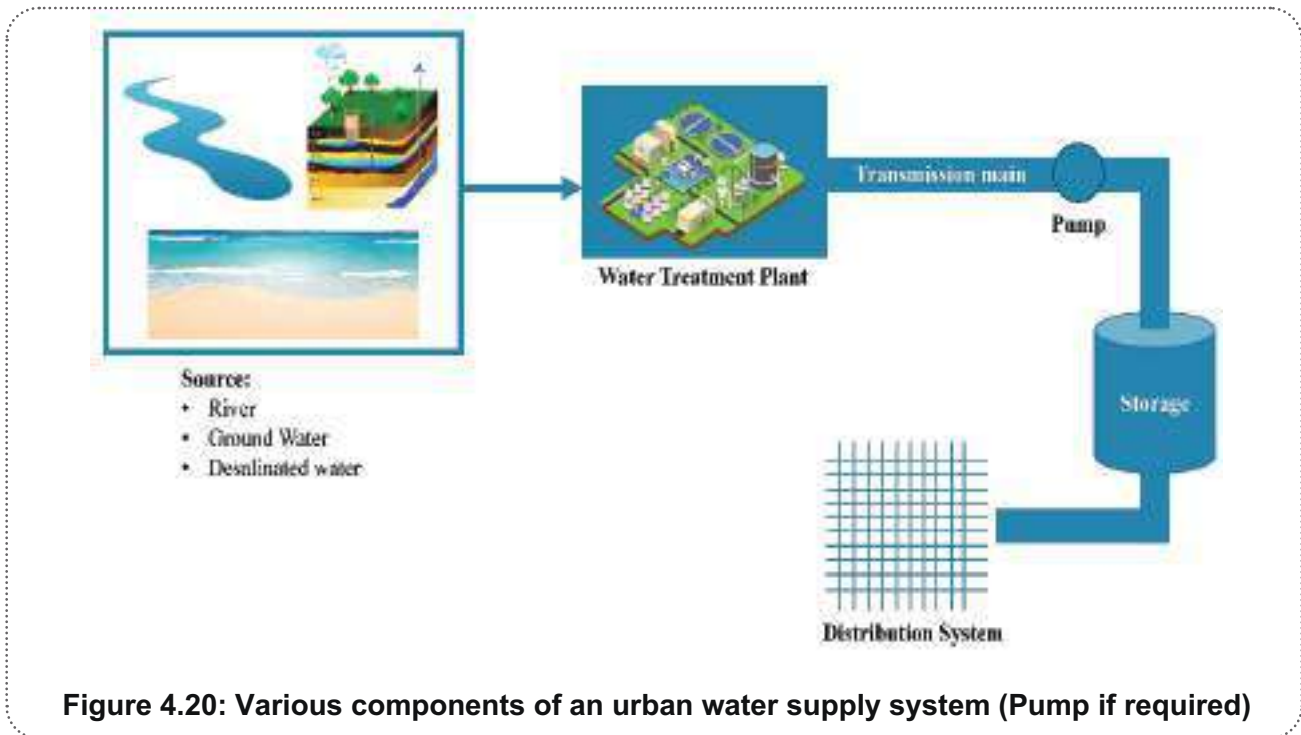 Source:
• River
• Ground Water
• Desalinated water
Water Treatment Plant
Transmission main
Pump
Storage
Distribution System
Figure 4.20: Various components of an urban water supply system (Pump if required)